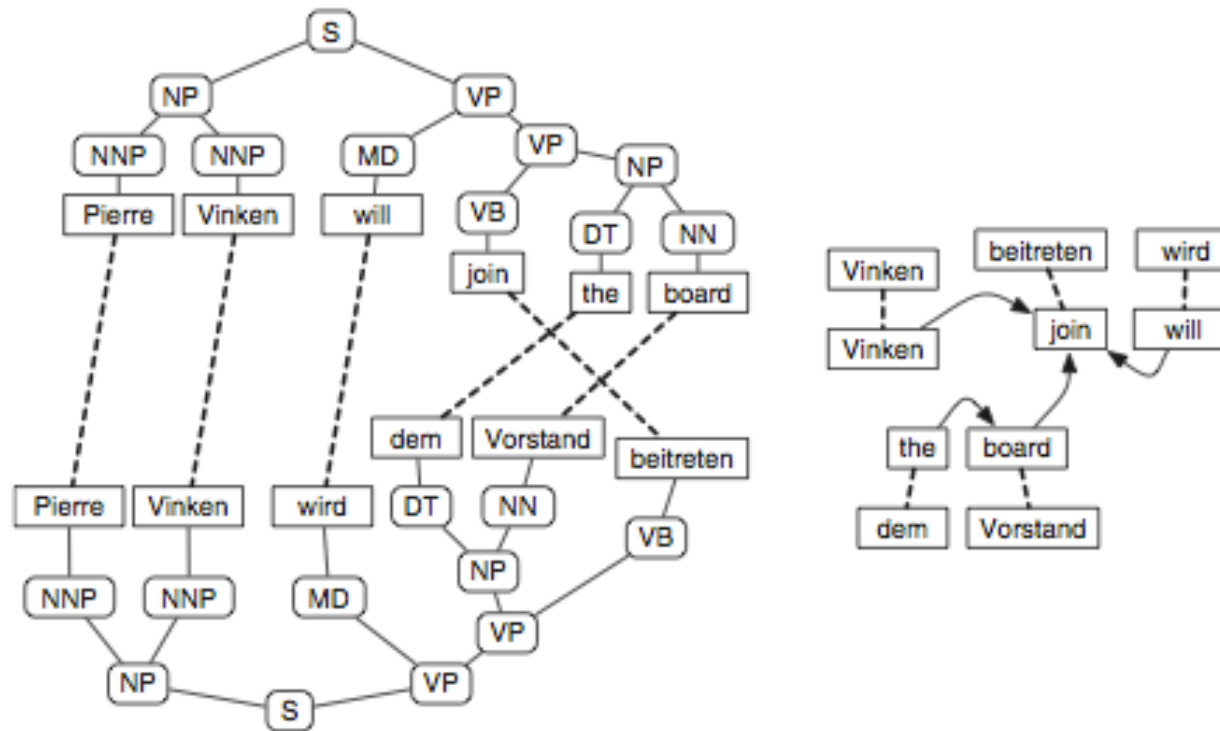 S
NP VP
VP
NNP NNP MD NP
Pierre Vinken will VB DT NN
join the board
dem Vorstand beitreten
Pierre Vinken wird DT NN VB
NP
NNP NNP MD
VP
NP VP
S
beitreten wird
Vinken
join will
Vinken
the board
dem Vorstand